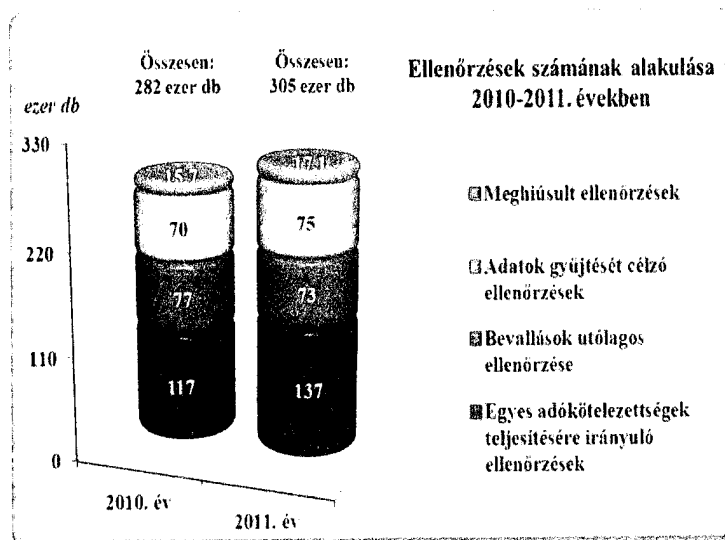 Összesen:
282 ezer db
Összesen:
305 ezer db
Ellenőrzések számának alakulása
2010-2011. években
ezer db
330
220
110
0
70
77
117
75
73
137
2010. év
2011. év
Meghiúsult ellenőrzések
Adatok gyűjtését célzó
ellenőrzések
Bevallások utólagos
ellenőrzése
Egyes adókötelezettségek
teljesítésére irányuló
ellenőrzések